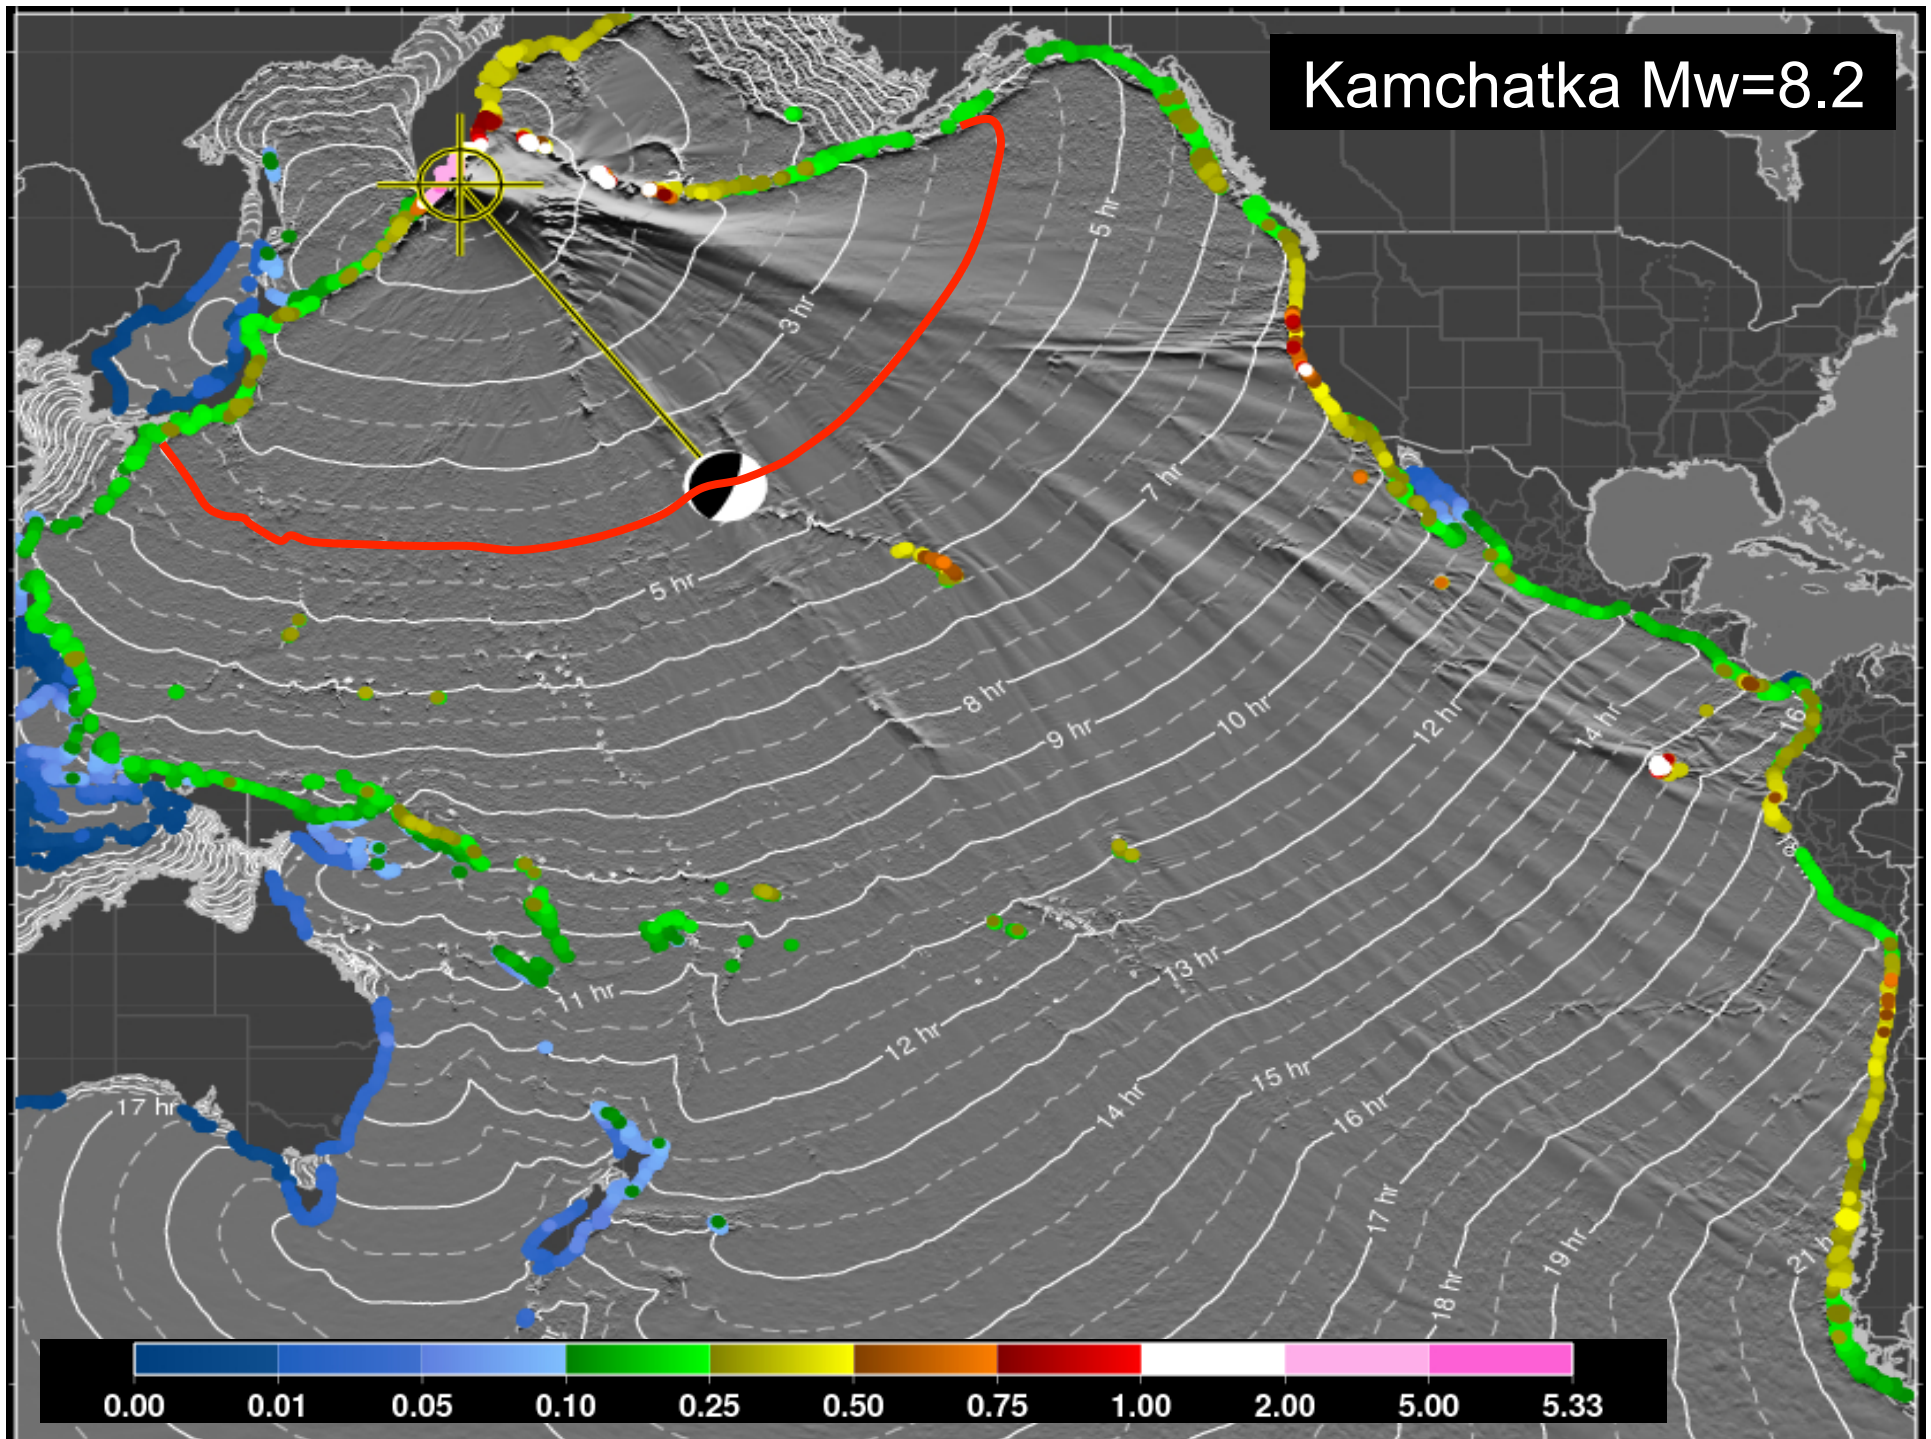 Kamchatka Mw=8.2
5 hr
3 hr
7 hr
5 hr
8 hr
9 hr
10 hr
12 hr
14 hr
16
18
11 hr
13 hr
12 hr
15 hr
14 hr
16 hr
17 hr
17 hr
19 hr
21 h
18 hr
0.00 0.01 0.05 0.10 0.25 0.50 0.75 1.00 2.00 5.00 5.33